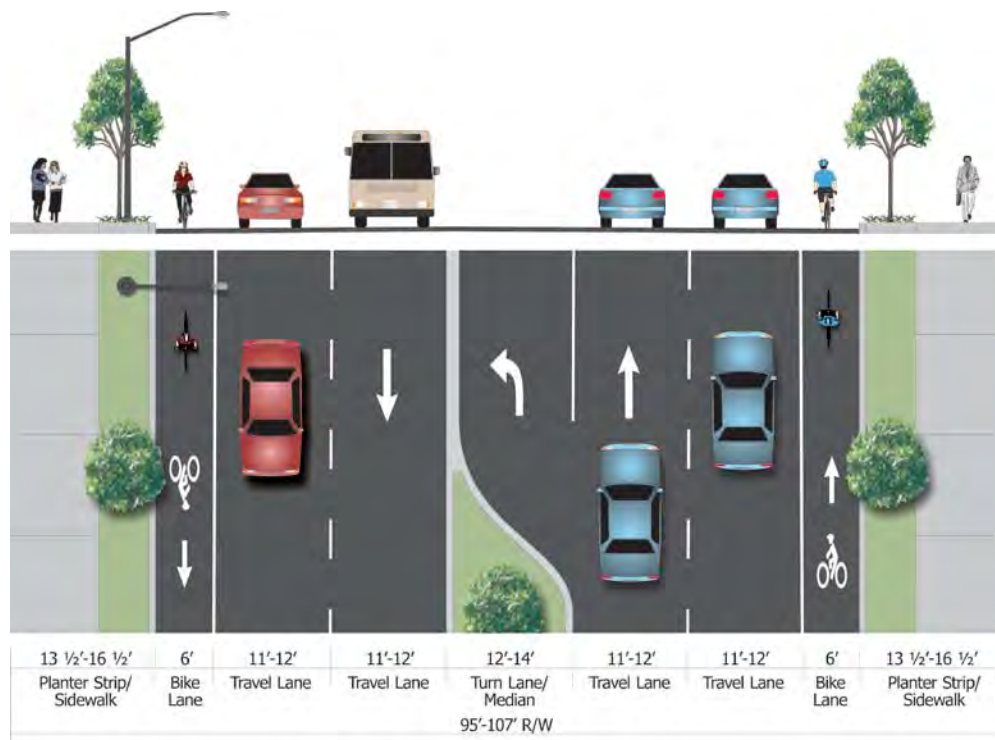 13 ½'-16 ½' 6' 11'-12' 11'-12' 12'-14' 11'-12' 11'-12' 6' 13 ½'-16 ½'
Planter Strip/ Bike Travel Lane Travel Lane Turn Lane/ Travel Lane Travel Lane Bike Planter Strip/
Sidewalk Lane Median Lane Sidewalk
95'-107' R/W